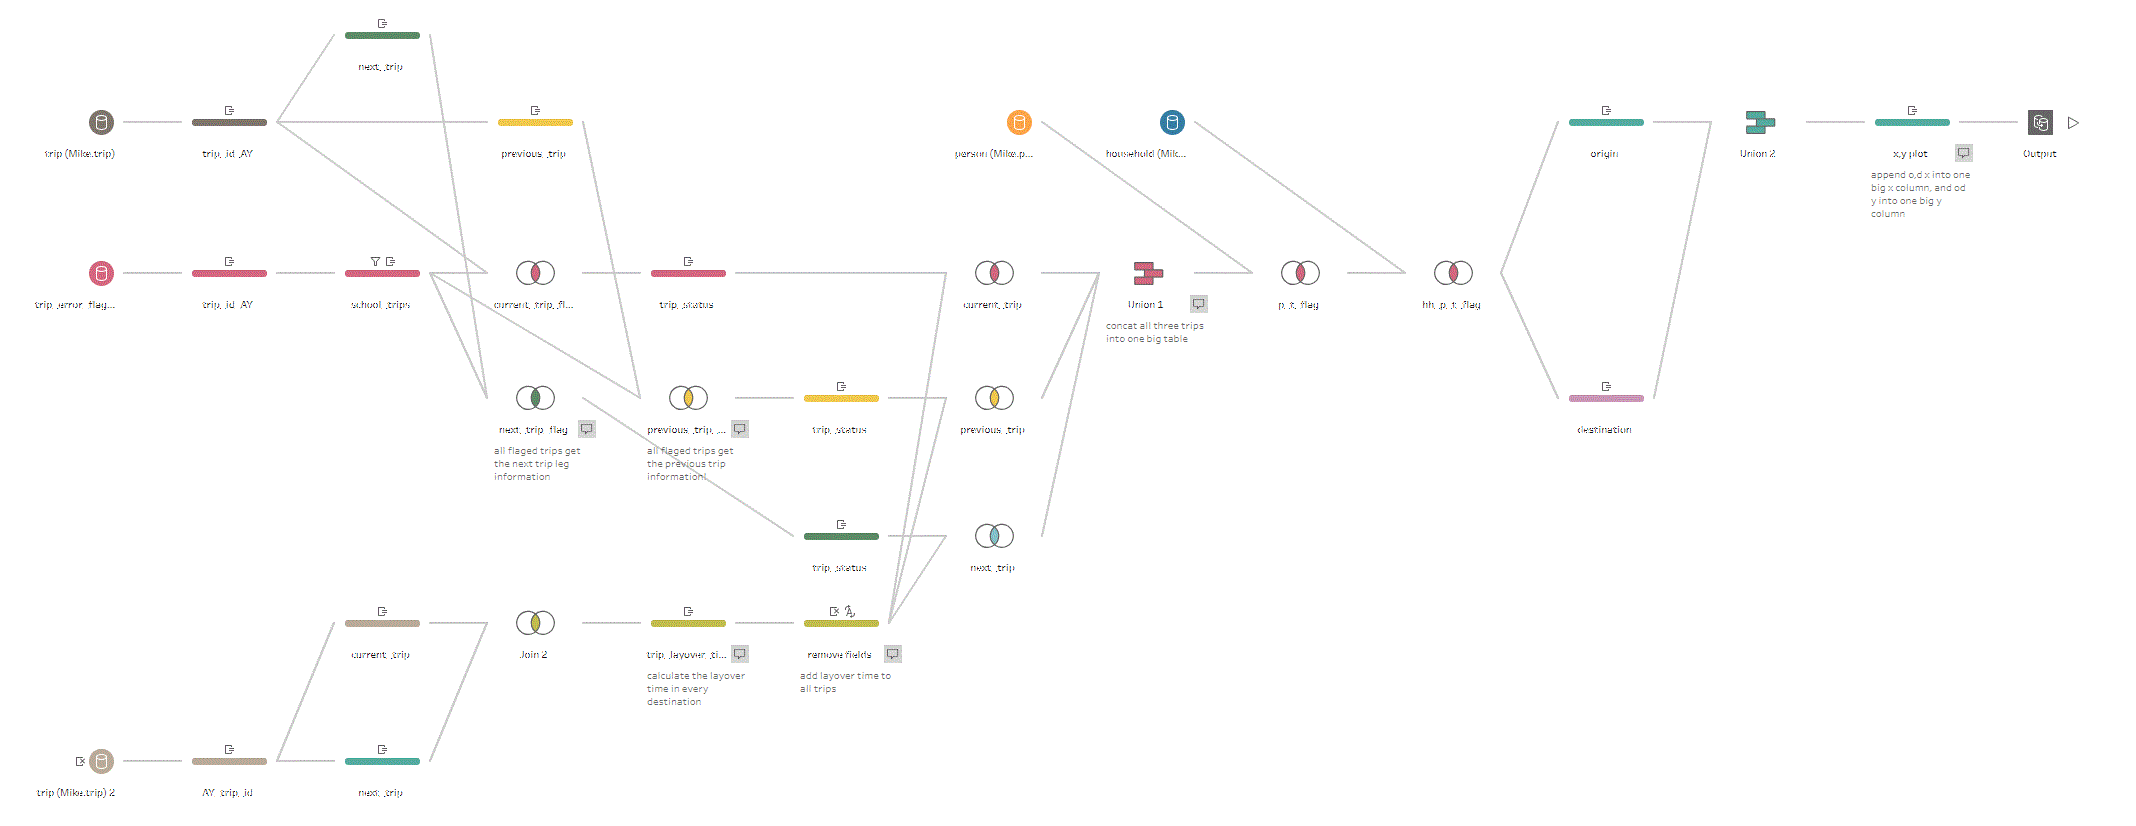 next_trip
trip (Mike.trip)
trip_id_AY
previous_trip
person (Mike.p...
household (Mik...
origin
Union 2
x,y plot
Output
append o,d x into one
big x column, and od
y into one big y
column
trip_error_flag...
trip_id_AY
school_trips
current_trip_fl...
trip_status
current_trip
Union 1
p_t_flag
hh_p_t_flag
concat all three trips
into one big table
next_trip_flag
previous_trip_...
trip_status
previous_trip
destination
all flaged trips get
the next trip leg
information
all flaged trips get
the previous trip
information!
trip_status
next_trip
current_trip
Join 2
trip_layover_ti...
remove fields
calculate the layover
time in every
destination
add layover time to
all trips
trip (Mike.trip) 2
AY_trip_id
next_trip